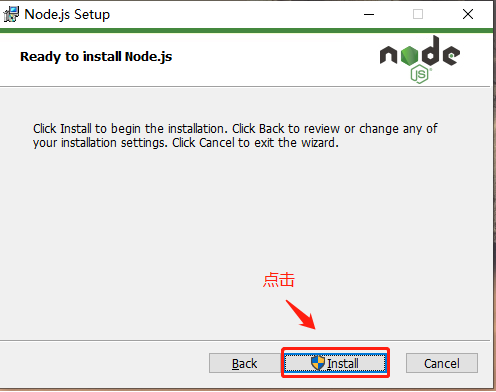 Node.js Setup
Ready to install Node.js
node
JS
Click Install to begin the installation. Click Back to review or change any of
your installation settings. Click Cancel to exit the wizard.
点击
Back
Install
Cancel